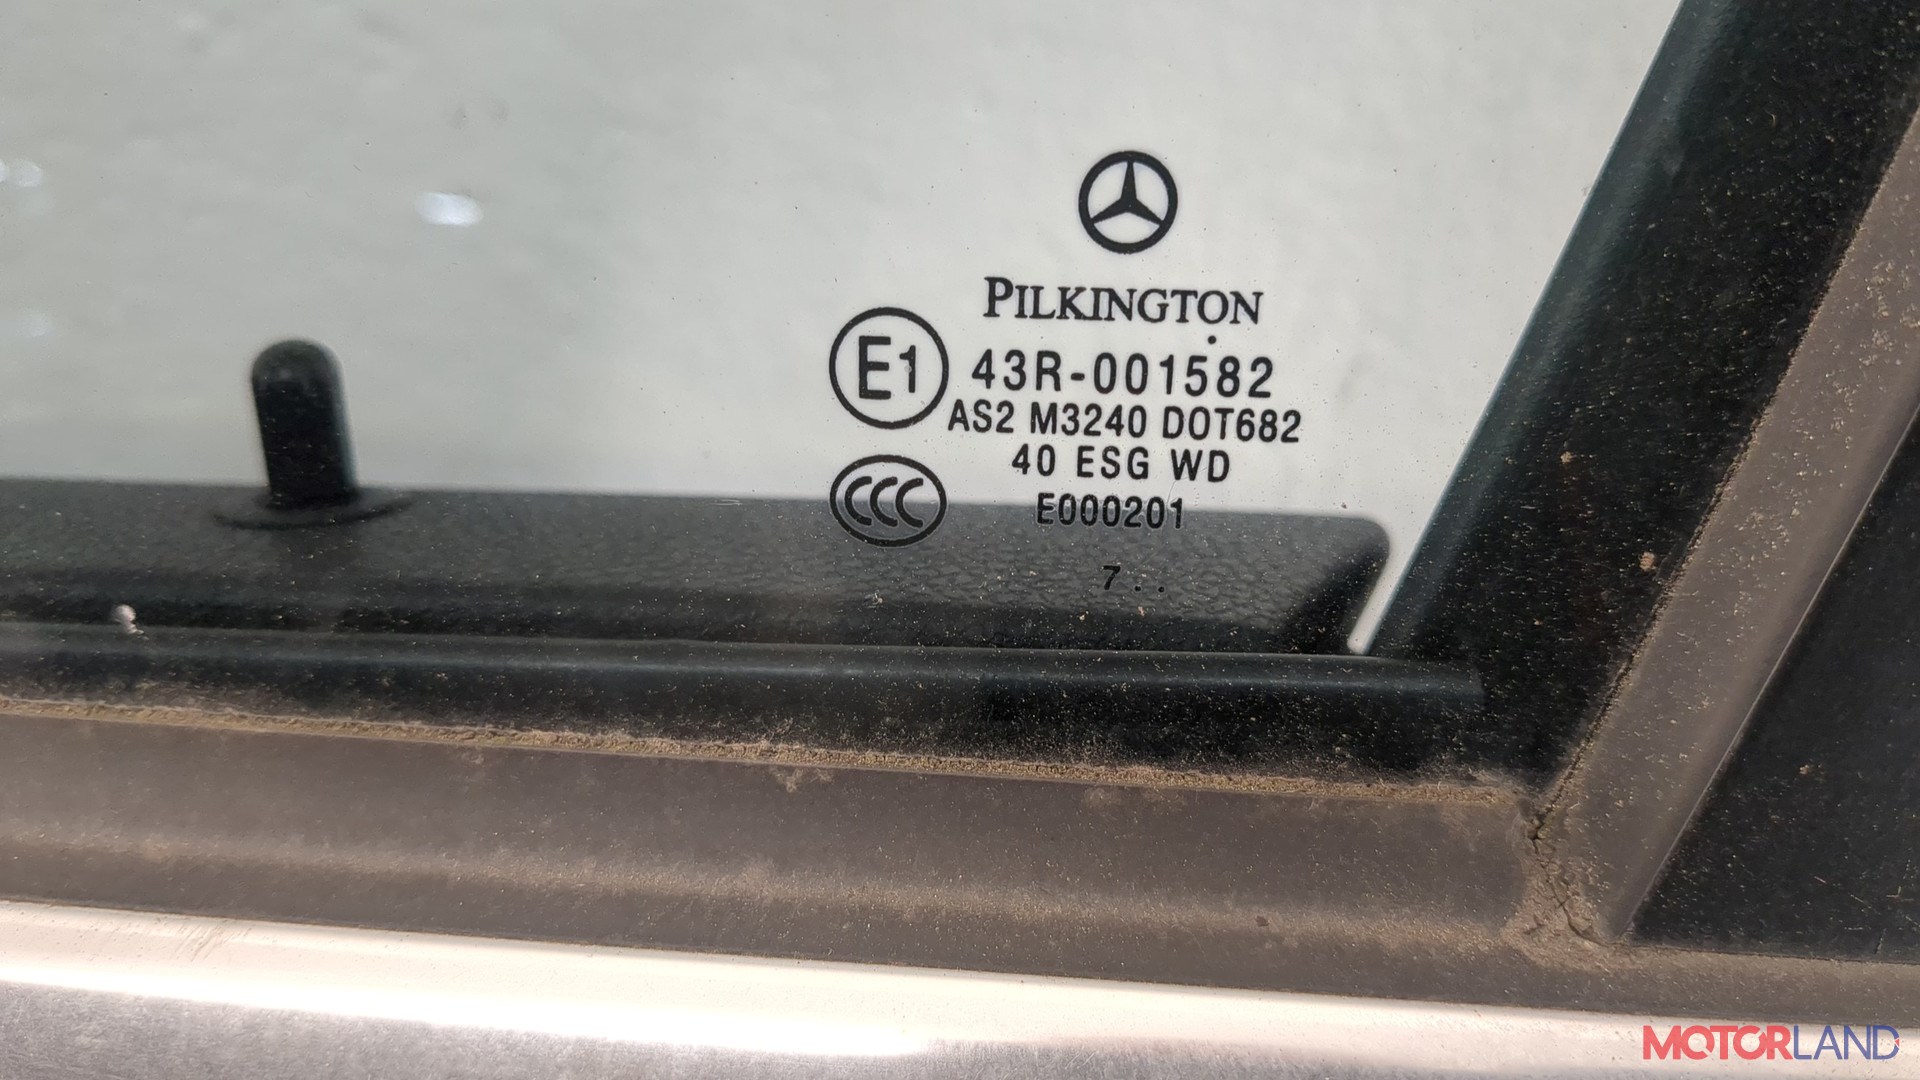 PILKINGTON
E1
43R-001582
AS2 M3240 DOT682
40 ESG WD
CCC
E000201
7 . .
MOTORLAND